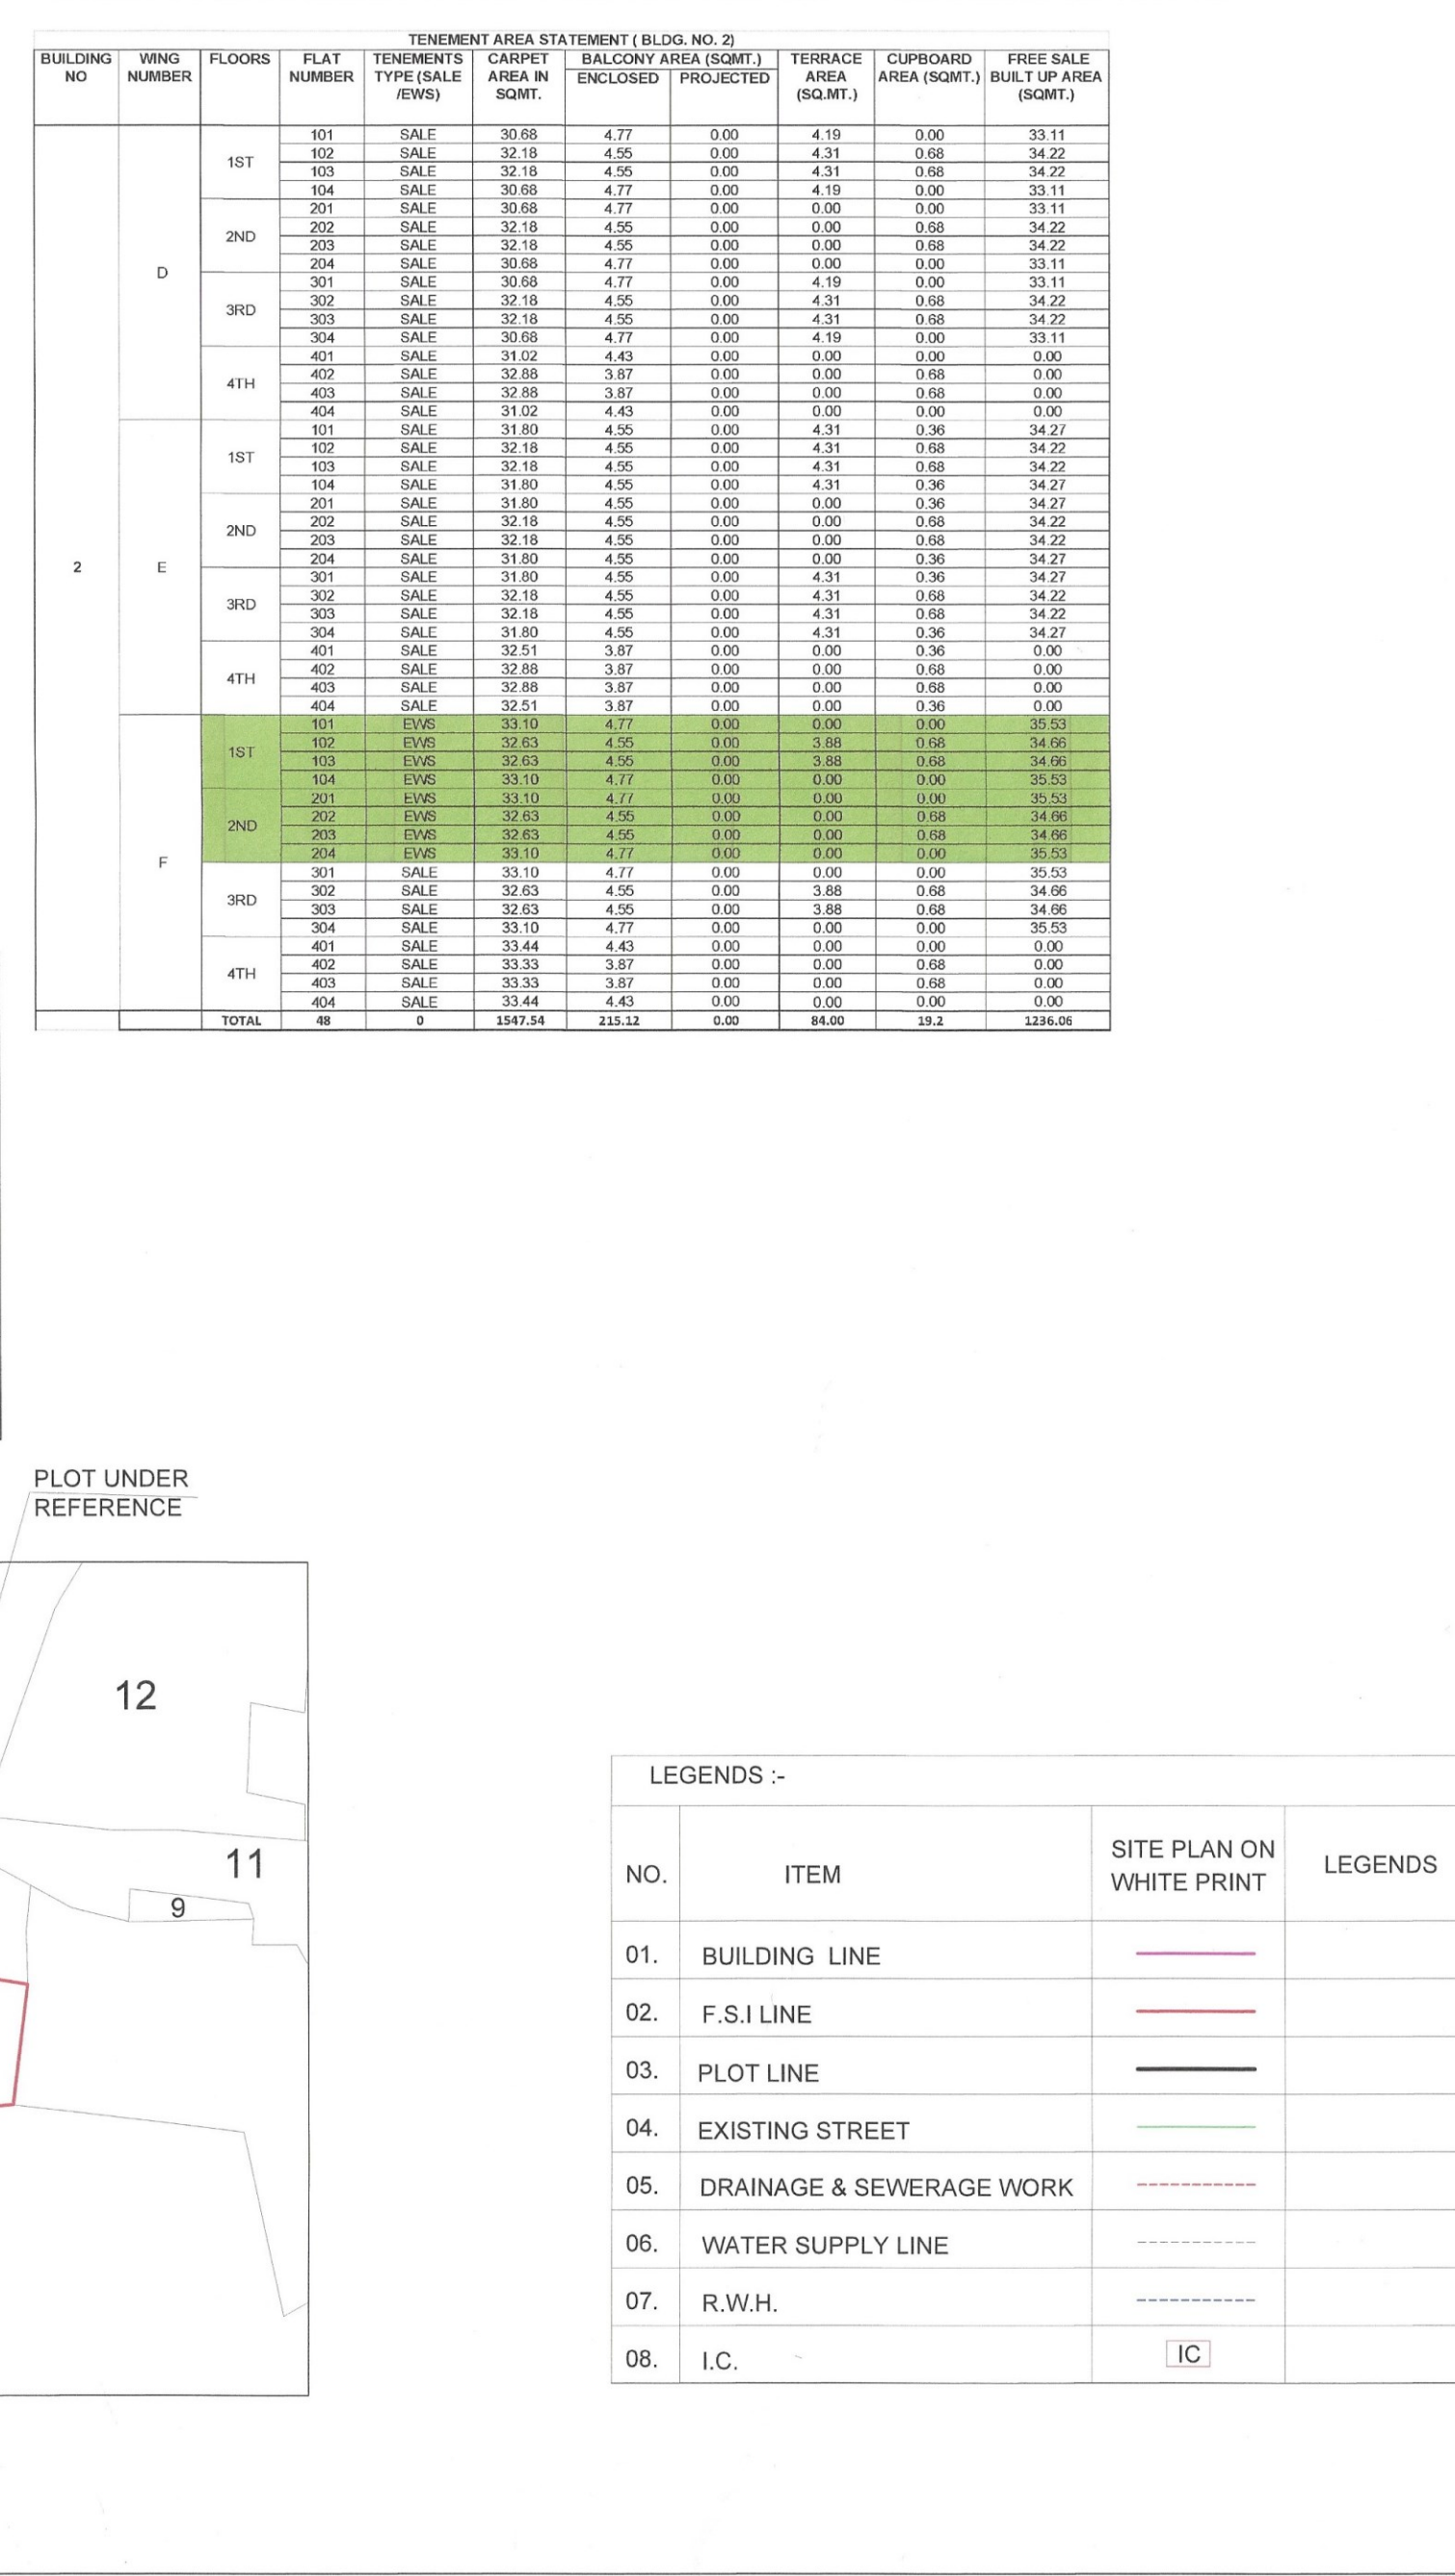 TENEMENT AREA STATEMENT ( BLDG. NO. 2)
BUILDING NO WING NUMBER FLOORS FLAT NUMBER TENEMENTS TYPE (SALE /EWS) CARPET AREA IN SQMT. BALCONY AREA (SQMT.) ENCLOSED PROJECTED TERRACE AREA (SQ.MT.) CUPBOARD AREA (SQMT.) FREE SALE BUILT UP AREA (SQMT.)
2
D
1ST
101 SALE 30.68 4.77 0.00 4.19 0.00 33.11
102 SALE 32.18 4.55 0.00 4.31 0.68 34.22
103 SALE 32.18 4.55 0.00 4.31 0.68 34.22
104 SALE 30.68 4.77 0.00 4.19 0.00 33.11
2ND
201 SALE 30.68 4.77 0.00 0.00 0.00 33.11
202 SALE 32.18 4.55 0.00 0.00 0.68 34.22
203 SALE 32.18 4.55 0.00 0.00 0.68 34.22
204 SALE 30.68 4.77 0.00 0.00 0.00 33.11
3RD
301 SALE 30.68 4.77 0.00 4.19 0.00 33.11
302 SALE 32.18 4.55 0.00 4.31 0.68 34.22
303 SALE 32.18 4.55 0.00 4.31 0.68 34.22
304 SALE 30.68 4.77 0.00 4.19 0.00 33.11
4TH
401 SALE 31.02 4.43 0.00 0.00 0.00 0.00
402 SALE 32.88 3.87 0.00 0.00 0.68 0.00
403 SALE 32.88 3.87 0.00 0.00 0.68 0.00
404 SALE 31.02 4.43 0.00 0.00 0.00 0.00
E
1ST
101 SALE 31.80 4.55 0.00 4.31 0.36 34.27
102 SALE 32.18 4.55 0.00 4.31 0.68 34.22
103 SALE 32.18 4.55 0.00 4.31 0.68 34.22
104 SALE 31.80 4.55 0.00 4.31 0.36 34.27
2ND
201 SALE 31.80 4.55 0.00 0.00 0.36 34.27
202 SALE 32.18 4.55 0.00 0.00 0.68 34.22
203 SALE 32.18 4.55 0.00 0.00 0.68 34.22
204 SALE 31.80 4.55 0.00 0.00 0.36 34.27
3RD
301 SALE 31.80 4.55 0.00 4.31 0.36 34.27
302 SALE 32.18 4.55 0.00 4.31 0.68 34.22
303 SALE 32.18 4.55 0.00 4.31 0.68 34.22
304 SALE 31.80 4.55 0.00 4.31 0.36 34.27
4TH
401 SALE 32.51 3.87 0.00 0.00 0.36 0.00
402 SALE 32.88 3.87 0.00 0.00 0.68 0.00
403 SALE 32.88 3.87 0.00 0.00 0.68 0.00
404 SALE 32.51 3.87 0.00 0.00 0.36 0.00
F
1ST
101 EWS 33.10 4.77 0.00 0.00 0.00 35.53
102 EWS 32.63 4.55 0.00 3.88 0.68 34.66
103 EWS 32.63 4.55 0.00 3.88 0.68 34.66
104 EWS 33.10 4.77 0.00 0.00 0.00 35.53
2ND
201 EWS 33.10 4.77 0.00 0.00 0.00 35.53
202 EWS 32.63 4.55 0.00 0.00 0.68 34.66
203 EWS 32.63 4.55 0.00 0.00 0.68 34.66
204 EWS 33.10 4.77 0.00 0.00 0.00 35.53
3RD
301 SALE 33.10 4.77 0.00 0.00 0.00 35.53
302 SALE 32.63 4.55 0.00 3.88 0.68 34.66
303 SALE 32.63 4.55 0.00 3.88 0.68 34.66
304 SALE 33.10 4.77 0.00 0.00 0.00 35.53
4TH
401 SALE 33.44 4.43 0.00 0.00 0.00 0.00
402 SALE 33.33 3.87 0.00 0.00 0.68 0.00
403 SALE 33.33 3.87 0.00 0.00 0.68 0.00
404 SALE 33.44 4.43 0.00 0.00 0.00 0.00
TOTAL 48 0 1547.54 215.12 0.00 84.00 19.2 1236.06
PLOT UNDER
REFERENCE
12
11
9
LEGENDS :-
NO. ITEM SITE PLAN ON WHITE PRINT LEGENDS
01. BUILDING LINE
02. F.S.I LINE
03. PLOT LINE
04. EXISTING STREET
05. DRAINAGE & SEWERAGE WORK
06. WATER SUPPLY LINE
07. R.W.H.
08. I.C. IC